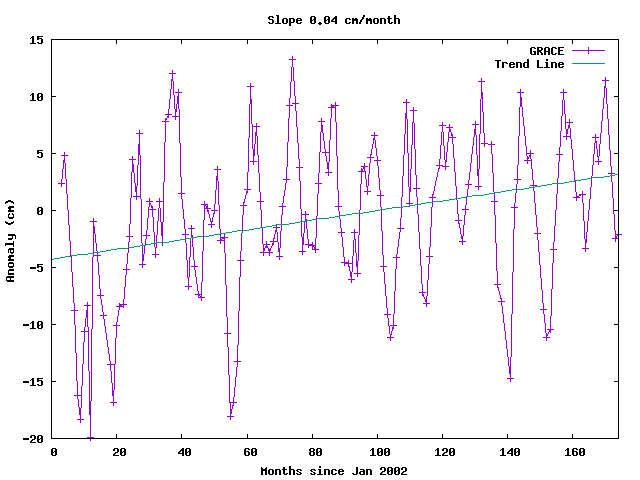 Slope 0.04 cm/month
GRACE
Trend Line
15
10
5
0
-5
-10
-15
-20
Anomaly (cm)
0 20 40 60 80 100 120 140 160
Months since Jan 2002